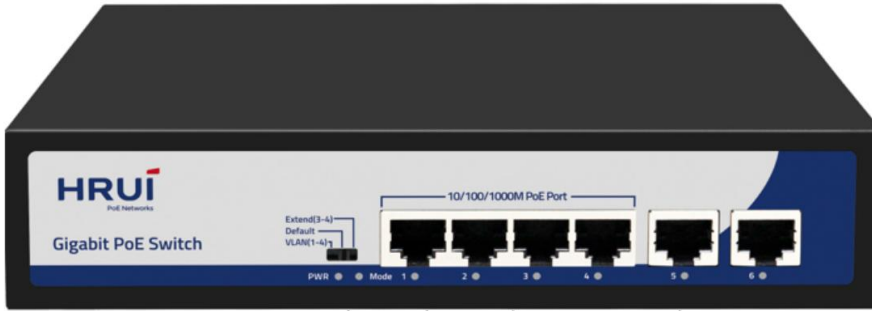 HRUI
PoE Networks
Gigabit PoE Switch
Extend(3-4)
Default
VLAN(1-4)
10/100/1000M PoE Port
PWR Mode 1 2 3 4 5 6